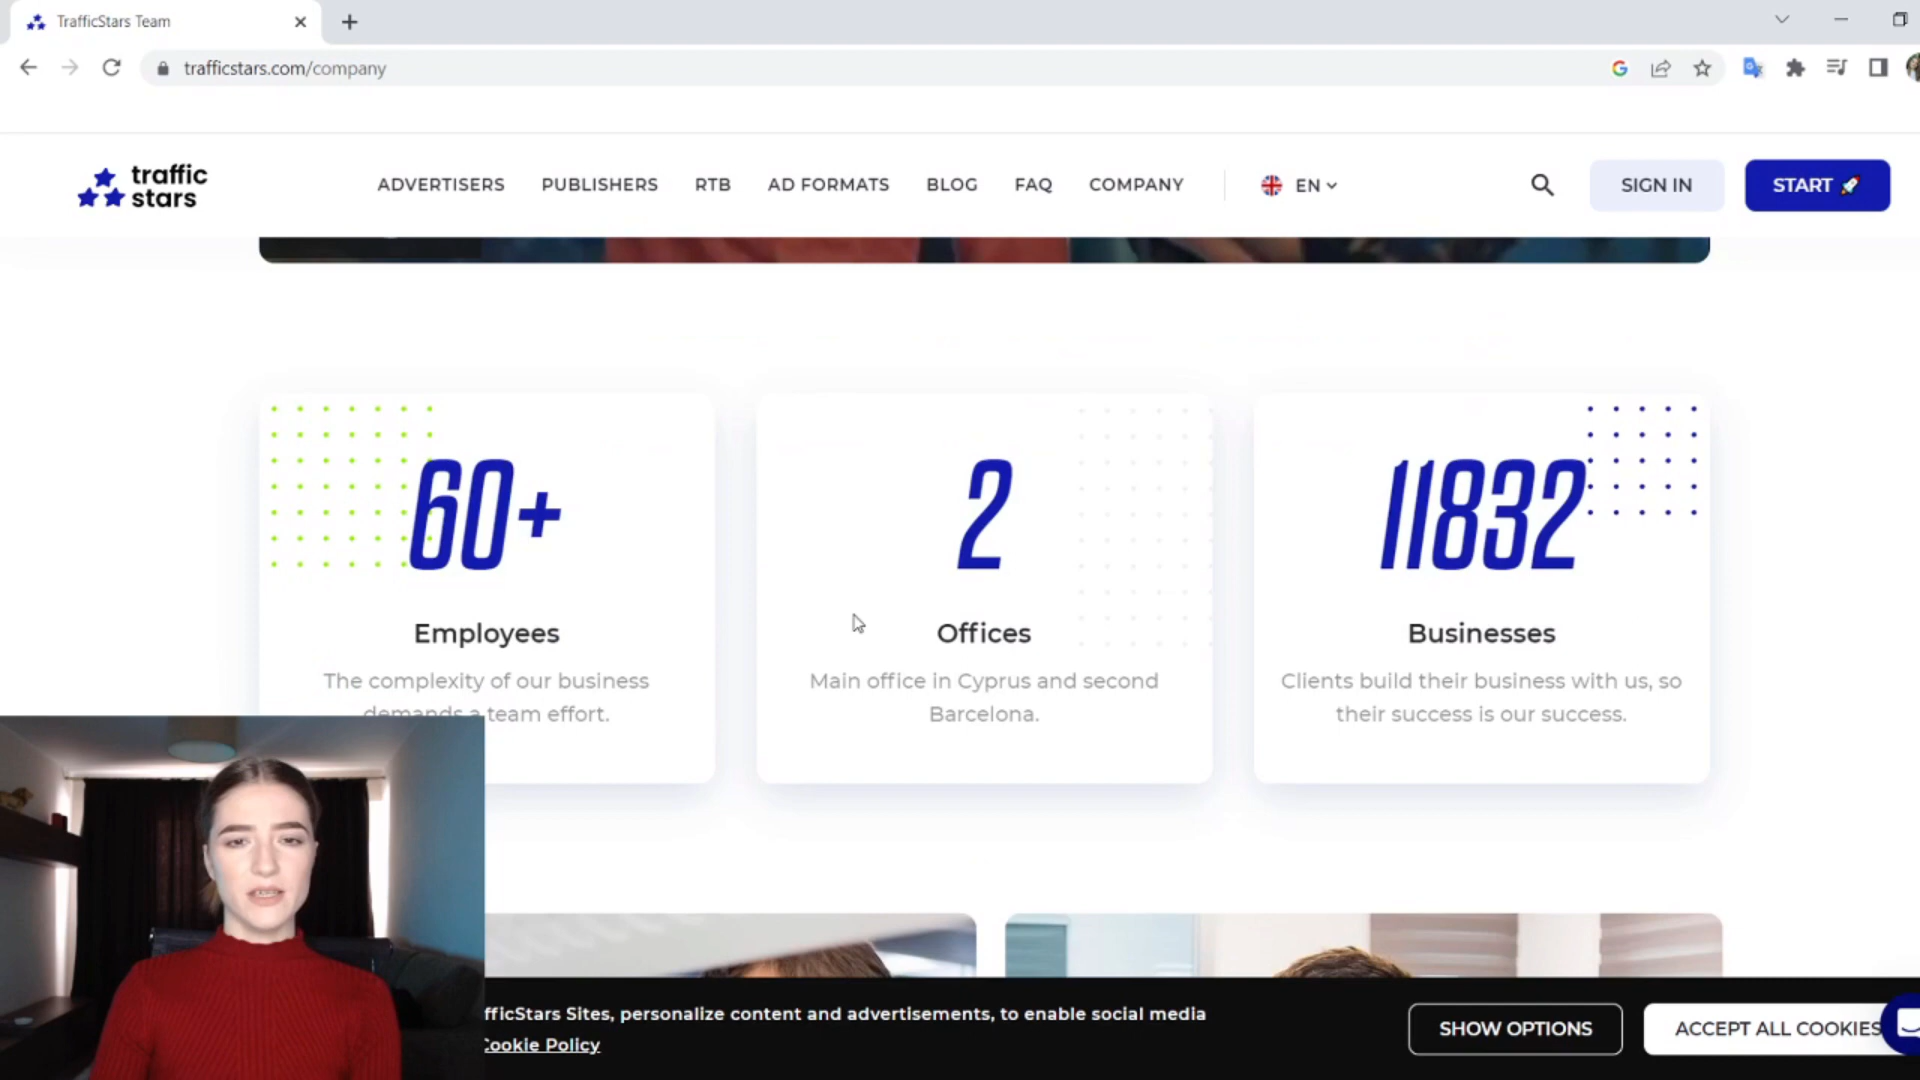 TrafficStars Team
trafficstars.com/company
traffic
stars
ADVERTISERS PUBLISHERS RTB AD FORMATS BLOG FAQ COMPANY EN SIGN IN START
60+
Employees
The complexity of our business
demands a team effort.
2
Offices
Main office in Cyprus and second
Barcelona.
11832
Businesses
Clients build their business with us, so
their success is our success.
fficStars Sites, personalize content and advertisements, to enable social media
Cookie Policy
SHOW OPTIONS
ACCEPT ALL COOKIES